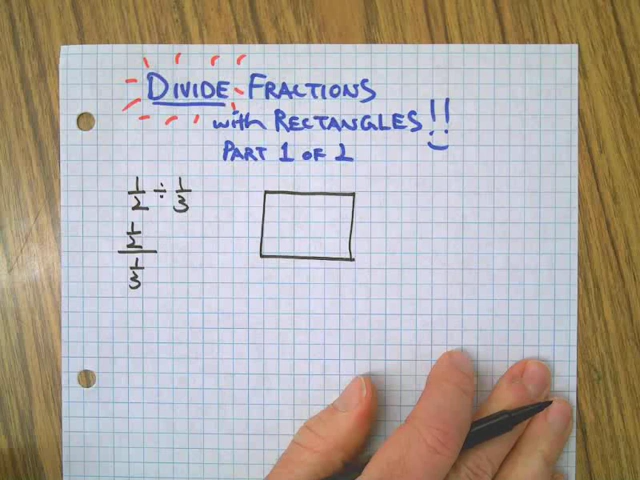 DIVIDE FRACTIONS
with RECTANGLES!!
PART 1 OF 2
1/2 ÷ 1/3
1/2
1/3